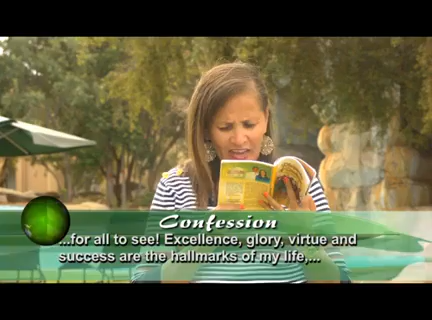 Confession
...for all to see! Excellence, glory, virtue and
success are the hallmarks of my life,...